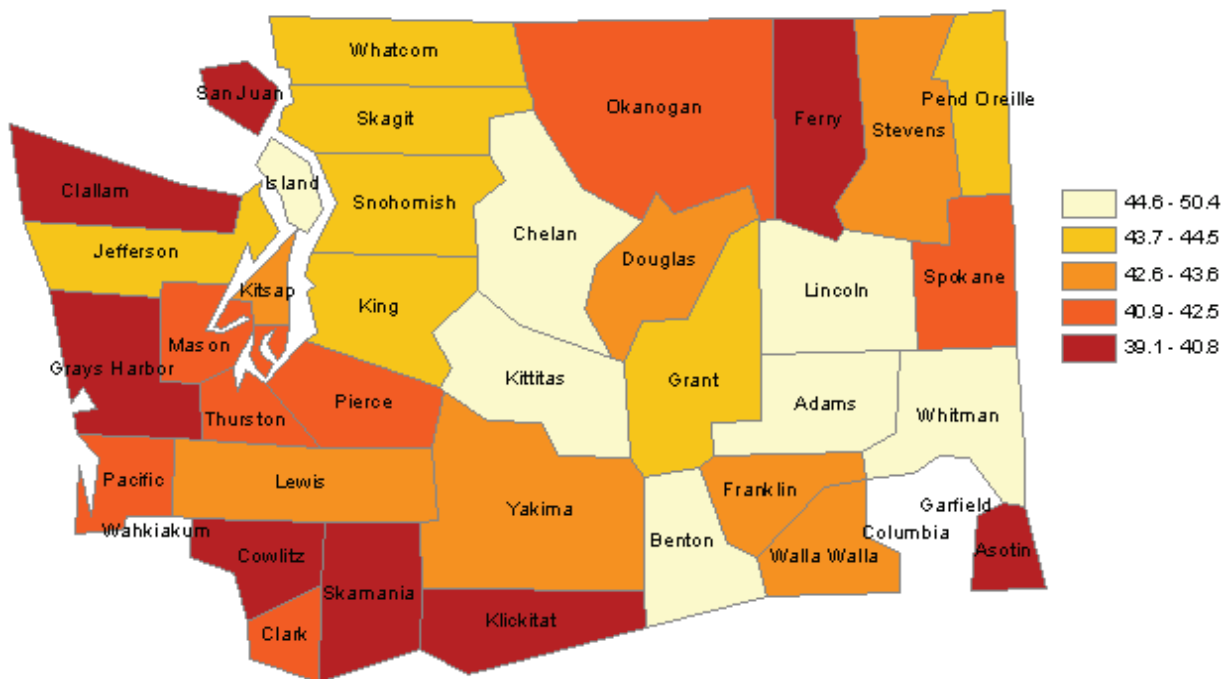 Whatcom
San Juan
Okanogan
Pend Oreille
Skagit
Ferry
Stevens
Clallam
Island
Snohomish
Chelan
Jefferson
Douglas
Kitsap
Lincoln
Spokane
King
Mason
Grays Harbor
Kittitas
Grant
Adams
Whitman
Thurston
Pierce
Pacific
Lewis
Yakima
Franklin
Garfield
Wahkiakum
Columbia
Benton
Cowlitz
Walla Walla
Asotin
Skamania
Klickitat
Clark
44.6 - 50.4
43.7 - 44.5
42.6 - 43.6
40.9 - 42.5
39.1 - 40.8